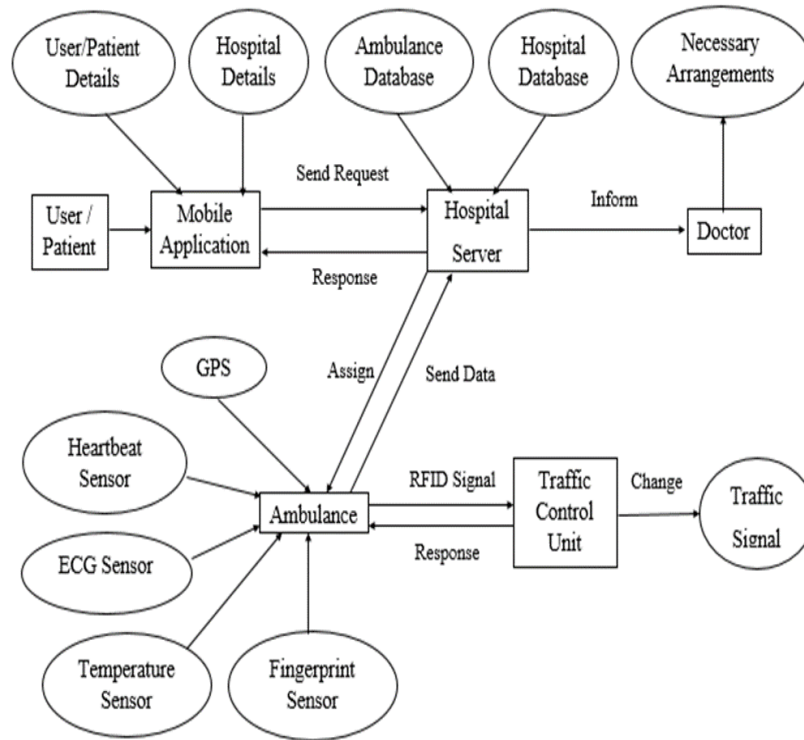 User/Patient
Details
Hospital
Details
Ambulance
Database
Hospital
Database
Necessary
Arrangements
Send Request
User /
Patient
Mobile
Application
Hospital
Server
Inform
Doctor
Response
GPS
Assign
Send Data
Heartbeat
Sensor
RFID Signal
Ambulance
Traffic
Control
Unit
Change
Traffic
Signal
Response
ECG Sensor
Temperature
Sensor
Fingerprint
Sensor